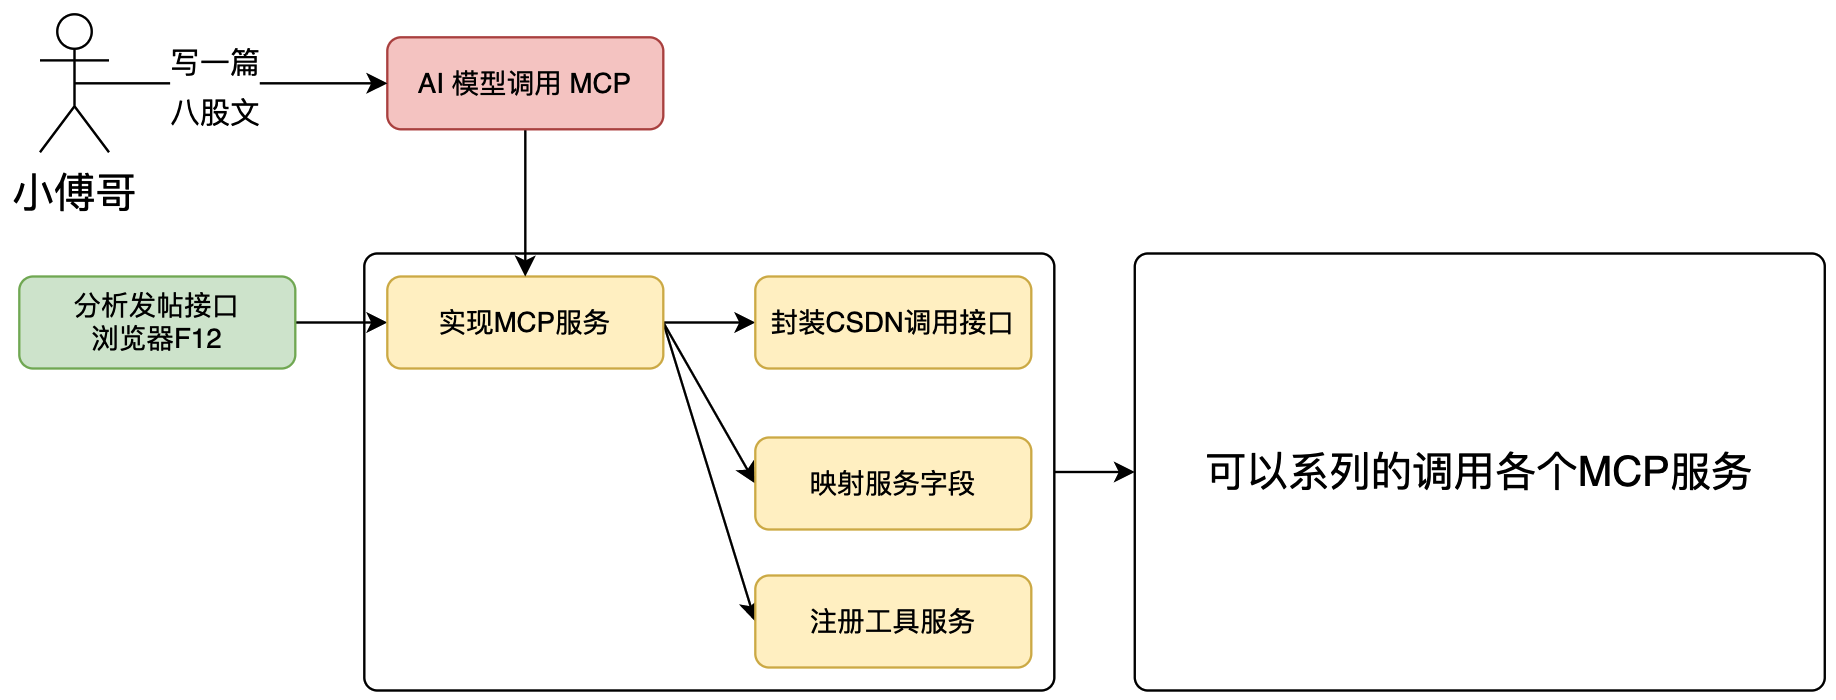 写一篇
八股文
小傅哥
AI 模型调用 MCP
分析发帖接口
浏览器F12
实现MCP服务
封装CSDN调用接口
映射服务字段
注册工具服务
可以系列的调用各个MCP服务